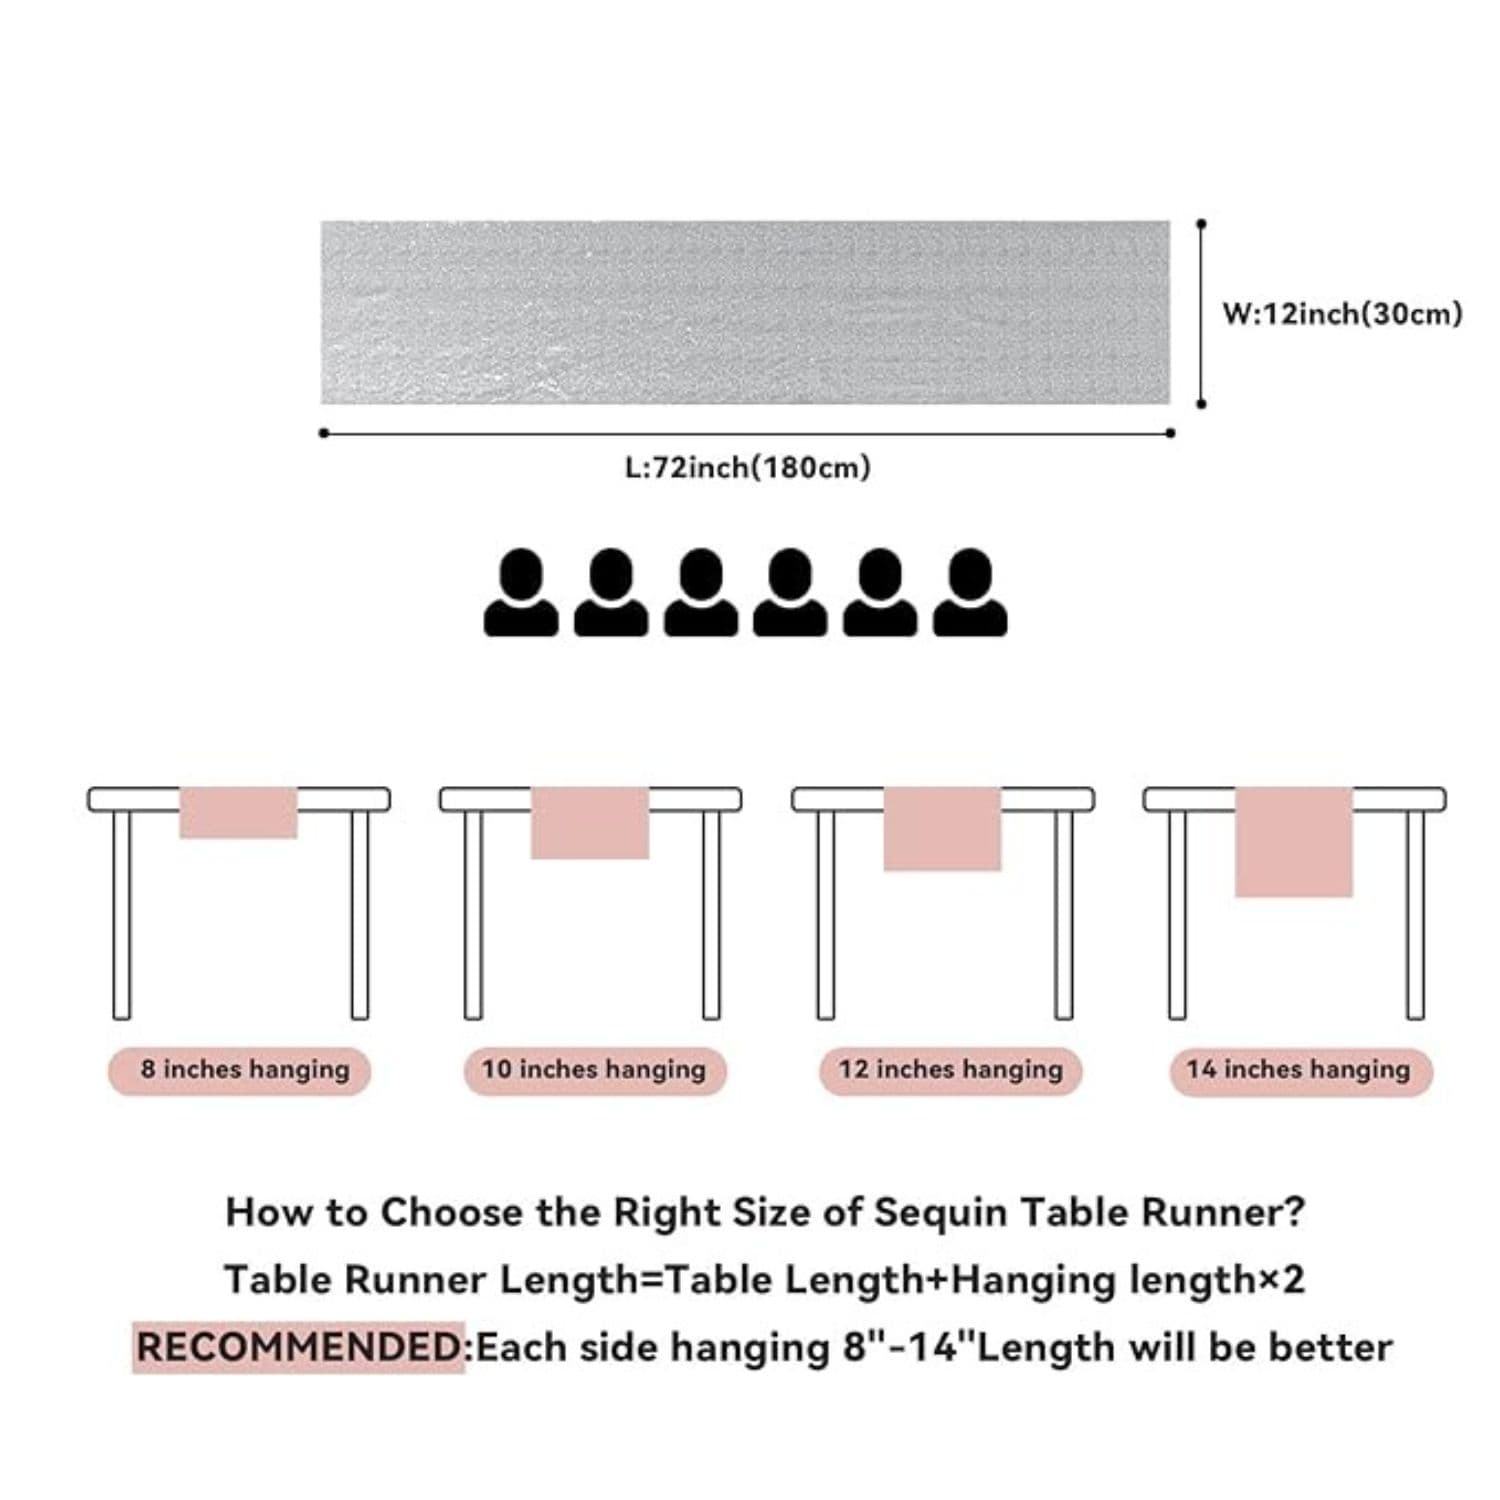 W:12inch(30cm)
L:72inch(180cm)
8 inches hanging
10 inches hanging
12 inches hanging
14 inches hanging
How to Choose the Right Size of Sequin Table Runner?
Table Runner Length=Table Length+Hanging length×2
RECOMMENDED:Each side hanging 8"-14"Length will be better